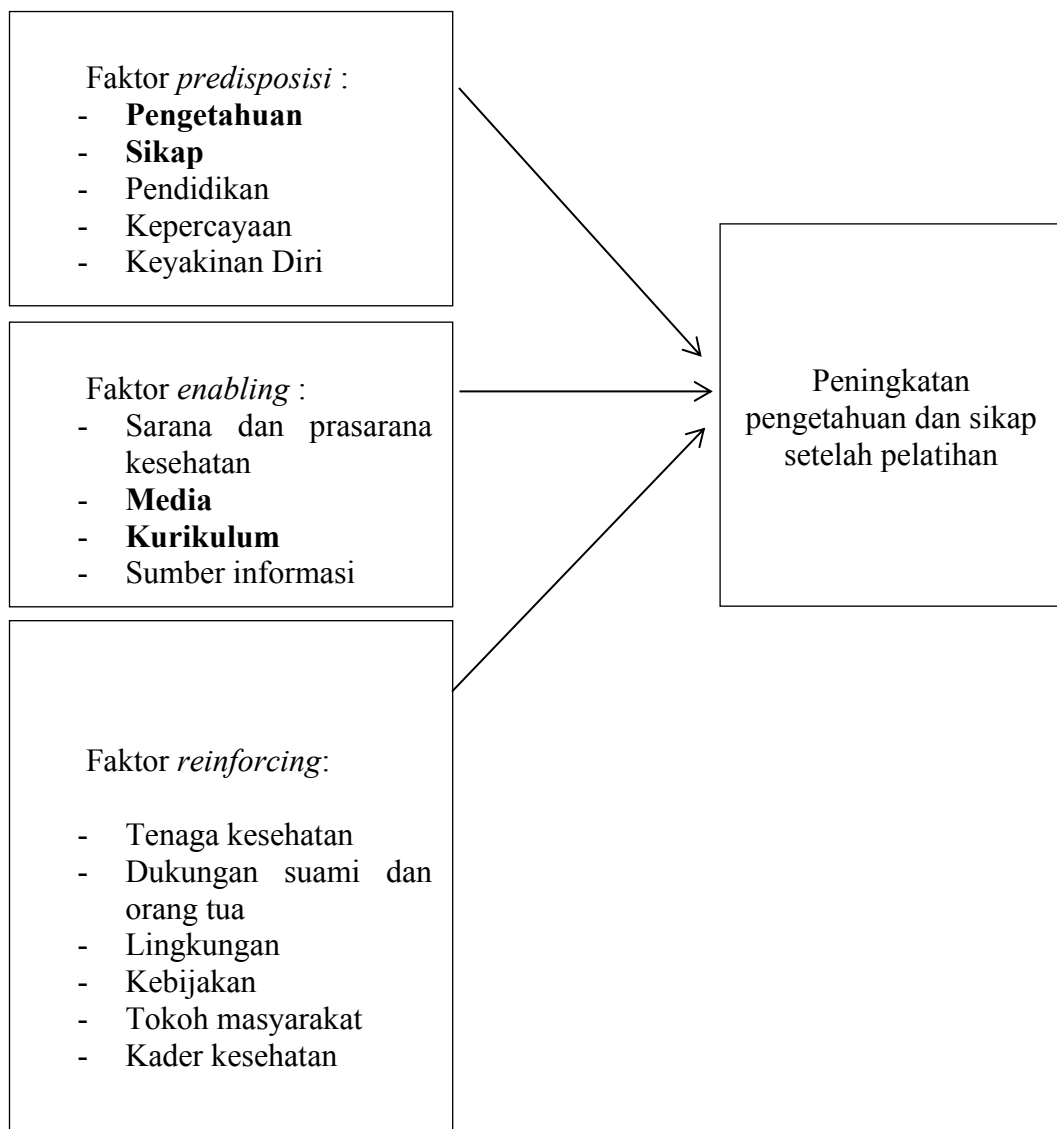 Faktor predisposisi :
- Pengetahuan
- Sikap
- Pendidikan
- Kepercayaan
- Keyakinan Diri
Faktor enabling :
- Sarana dan prasarana
kesehatan
- Media
- Kurikulum
- Sumber informasi
Faktor reinforcing:
- Tenaga kesehatan
- Dukungan suami dan
orang tua
- Lingkungan
- Kebijakan
- Tokoh masyarakat
- Kader kesehatan
Peningkatan
pengetahuan dan sikap
setelah pelatihan